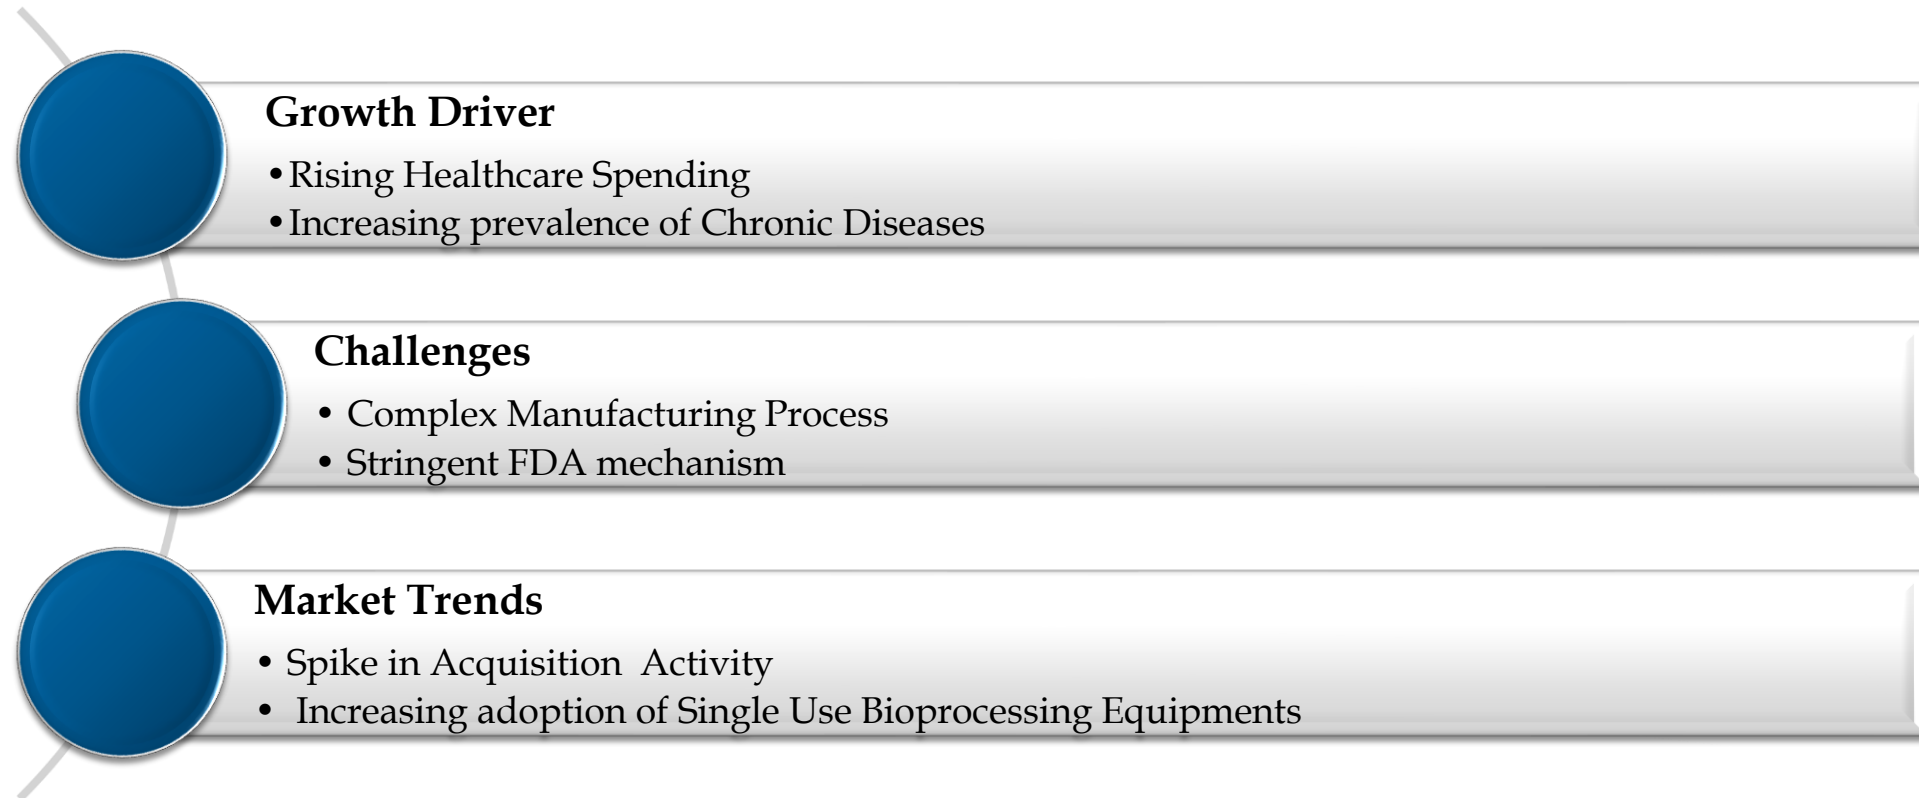 Growth Driver
•Rising Healthcare Spending
•Increasing prevalence of Chronic Diseases
Challenges
• Complex Manufacturing Process
• Stringent FDA mechanism
Market Trends
• Spike in Acquisition  Activity
•  Increasing adoption of Single Use Bioprocessing Equipments